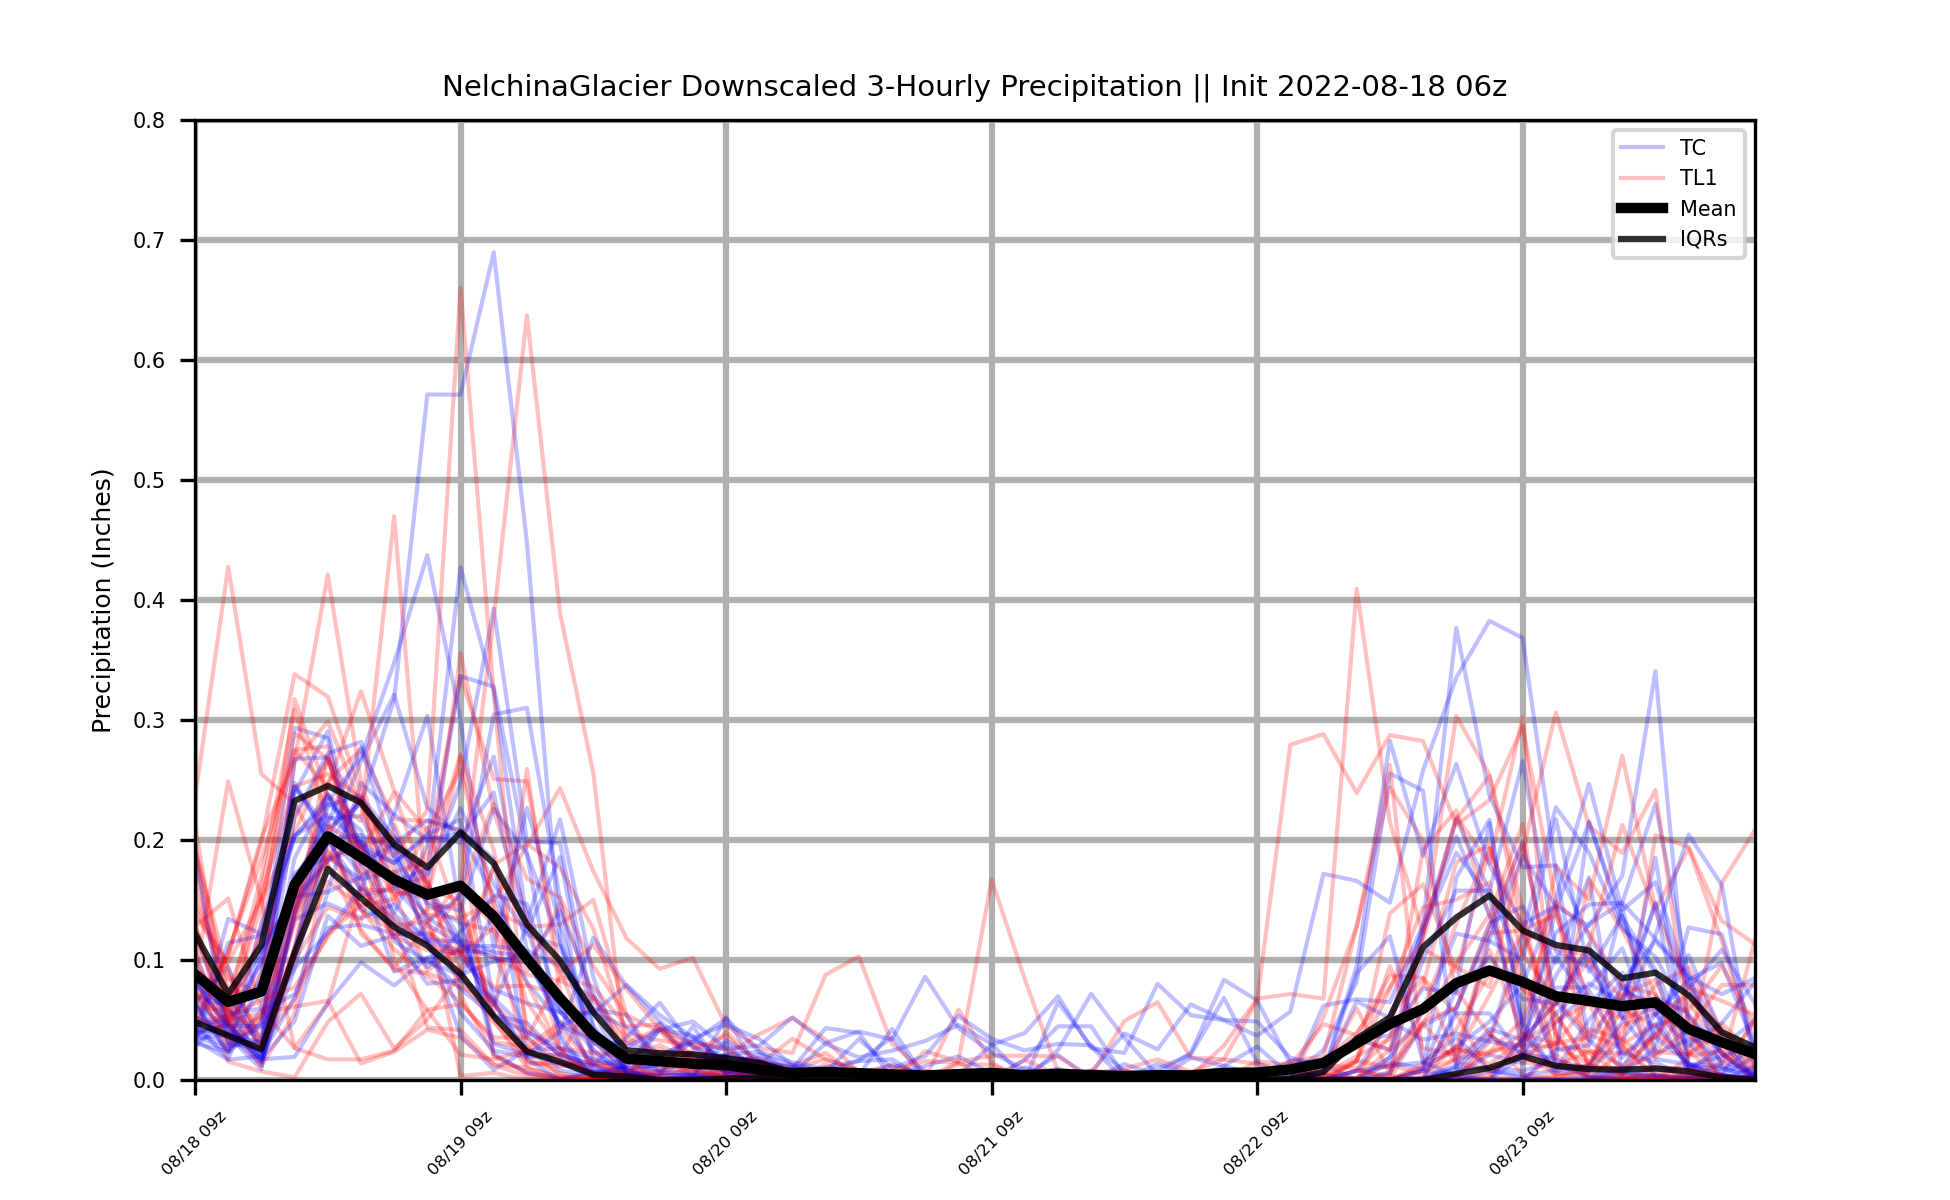 NelchinaGlacier Downscaled 3-Hourly Precipitation || Init 2022-08-18 06z
TC
TL1
Mean
IQRs
Precipitation (Inches)
0.8
0.7
0.6
0.5
0.4
0.3
0.2
0.1
0.0
08/18 09z
08/19 09z
08/20 09z
08/21 09z
08/22 09z
08/23 09z